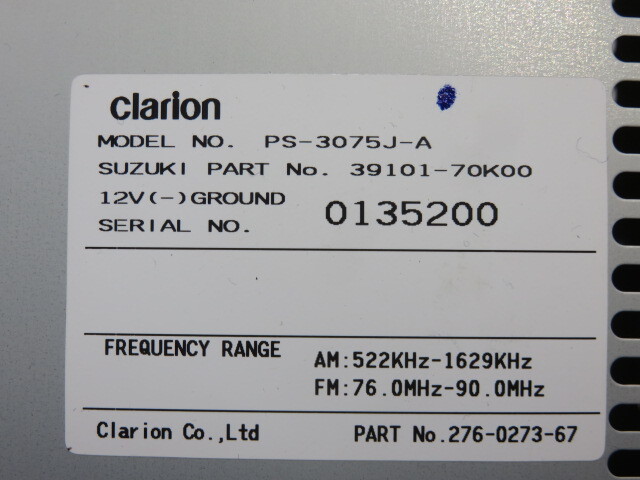 clarion
MODEL NO. PS-3075J-A
SUZUKI PART No. 39101-70K00
12V(-)GROUND
SERIAL NO. 0135200
FREQUENCY RANGE AM:522KHz-1629KHz
FM:76.0MHz-90.0MHz
Clarion Co.,Ltd PART No.276-0273-67